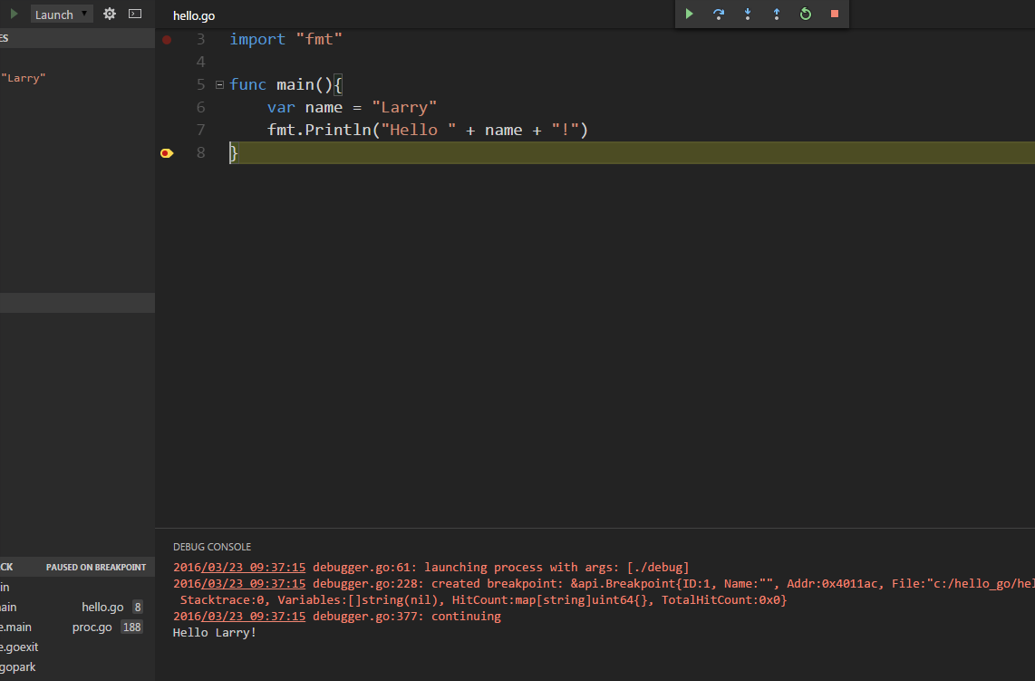 Launch
hello.go
ES
"Larry"
3 import "fmt"
4
5 func main(){
6 var name = "Larry"
7 fmt.Println("Hello " + name + "!")
8 }
CK PAUSED ON BREAKPOINT
in
ain hello.go 8
e.main proc.go 188
e.goexit
gopark
DEBUG CONSOLE
2016/03/23 09:37:15 debugger.go:61: launching process with args: [./debug]
2016/03/23 09:37:15 debugger.go:228: created breakpoint: &api.Breakpoint{ID:1, Name:"", Addr:0x4011ac, File:"c:/hello_go/hel
Stacktrace:0, Variables:[]string(nil), HitCount:map[string]uint64{}, TotalHitCount:0x0}
2016/03/23 09:37:15 debugger.go:377: continuing
Hello Larry!